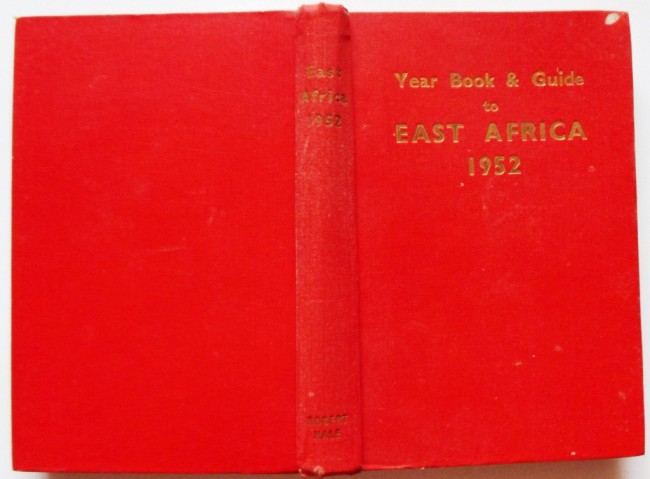 East
Africa
1952
ROBERT
HALE
Year Book & Guide
to
EAST AFRICA
1952